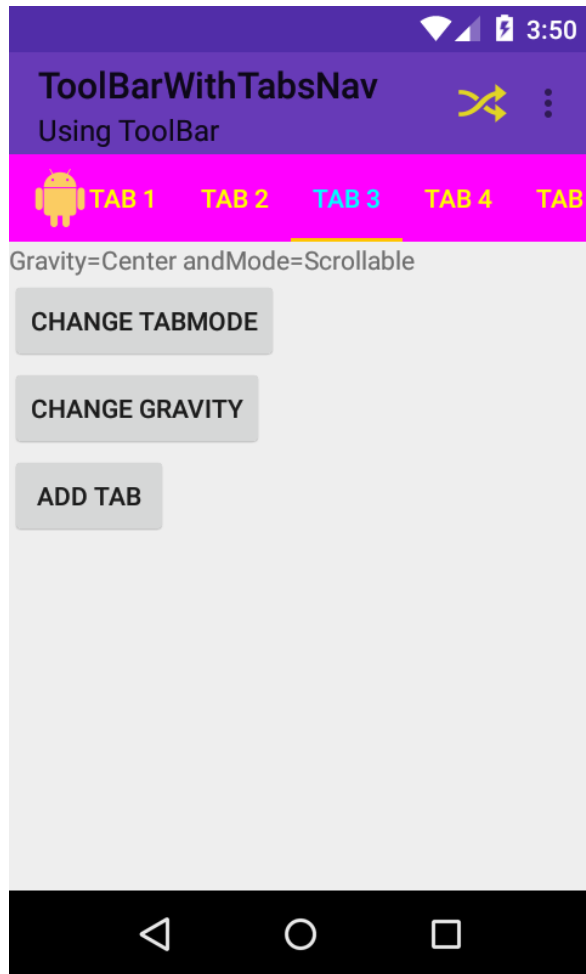 3:50
ToolBarWithTabsNav
Using ToolBar
TAB 1 TAB 2 TAB 3 TAB 4 TAB
Gravity=Center andMode=Scrollable
CHANGE TABMODE
CHANGE GRAVITY
ADD TAB